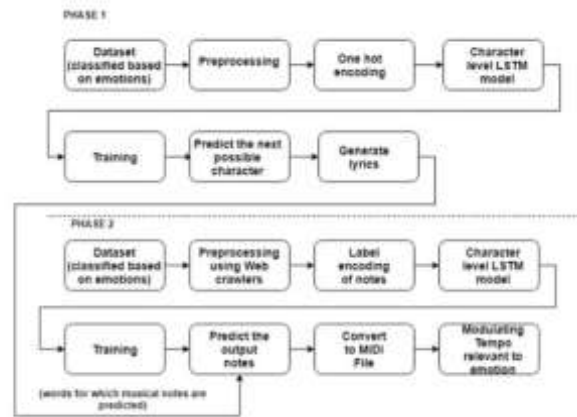 PHASE 1
Dataset
(classified based
on emotions)
Preprocessing
One hot
encoding
Character
level LSTM
model
Training
Predict the next
possible
character
Generate
lyrics
PHASE 2
Dataset
(classified based
on emotions)
Preprocessing
using Web
crawlers
Label
encoding
of notes
Character
level LSTM
model
Training
Predict the
output
notes
Convert
to MIDI
File
Modulating
Tempo
relevant to
emotion
(words for which musical notes are
predicted)